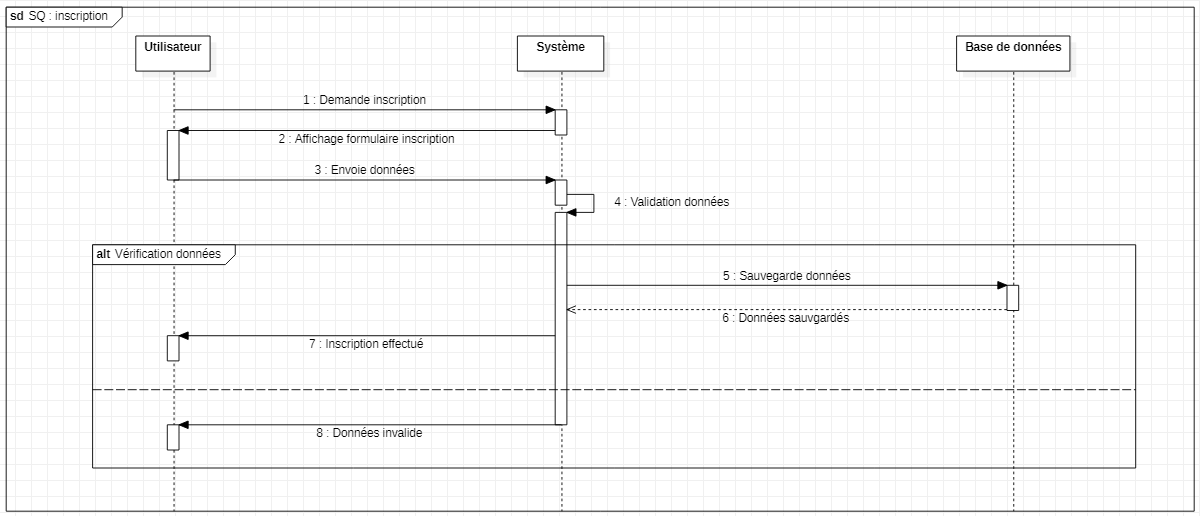 sd SQ : inscription
Utilisateur
Système
Base de données
1 : Demande inscription
2 : Affichage formulaire inscription
3 : Envoie données
4 : Validation données
alt Vérification données
5 : Sauvegarde données
6 : Données sauvgardés
7 : Inscription effectué
8 : Données invalide